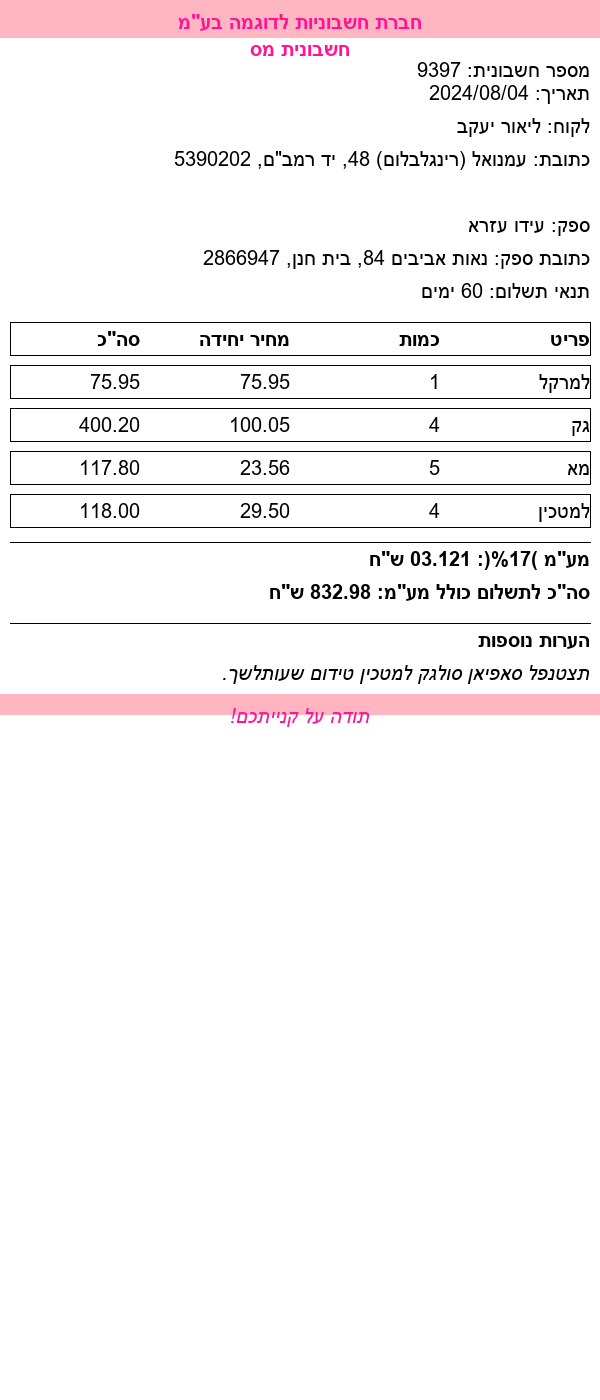 חברת חשבוניות לדוגמה בע"מ
חשבונית מס
מספר חשבונית: 9397
תאריך: 2024/08/04
לקוח: ליאור יעקב
כתובת: עמנואל (רינגלבלום) 48, יד רמב"ם, 5390202
ספק: עידו עזרא
כתובת ספק: נאות אביבים 84, בית חנן, 2866947
תנאי תשלום: 60 ימים
פריט כמות מחיר יחידה סה"כ
למרקל 1 75.95 75.95
גק 4 100.05 400.20
מא 5 23.56 117.80
למטכין 4 29.50 118.00
מע"מ )17%(: 03.121 ש"ח
סה"כ לתשלום כולל מע"מ: 832.98 ש"ח
הערות נוספות
תצטנפל סאפיאן סולגק למטכין טידום שעותלשך.
תודה על קנייתכם!